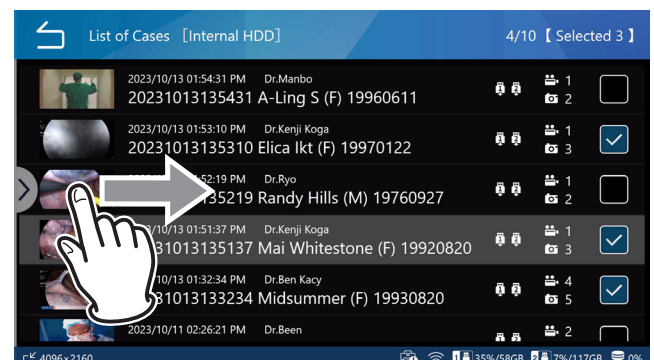 List of Cases [Internal HDD] 4/10 【 Selected 3 】
2023/10/13 01:54:31 PM Dr.Manbo
20231013135431 A-Ling S (F) 19960611
1
2
2023/10/13 01:53:10 PM Dr.Kenji Koga
20231013135310 Elica Ikt (F) 19970122
1
3
:52:19 PM Dr.Ryo
135219 Randy Hills (M) 19760927
1
2
/10/13 01:51:37 PM Dr.Kenji Koga
31013135137 Mai Whitestone (F) 19920820
1
3
/10/13 01:32:34 PM Dr.Ben Kacy
31013133234 Midsummer (F) 19930820
4
5
2023/10/11 02:26:21 PM Dr.Been
2
4096×2160 1 35%/58GB 2 7%/117GB 0%